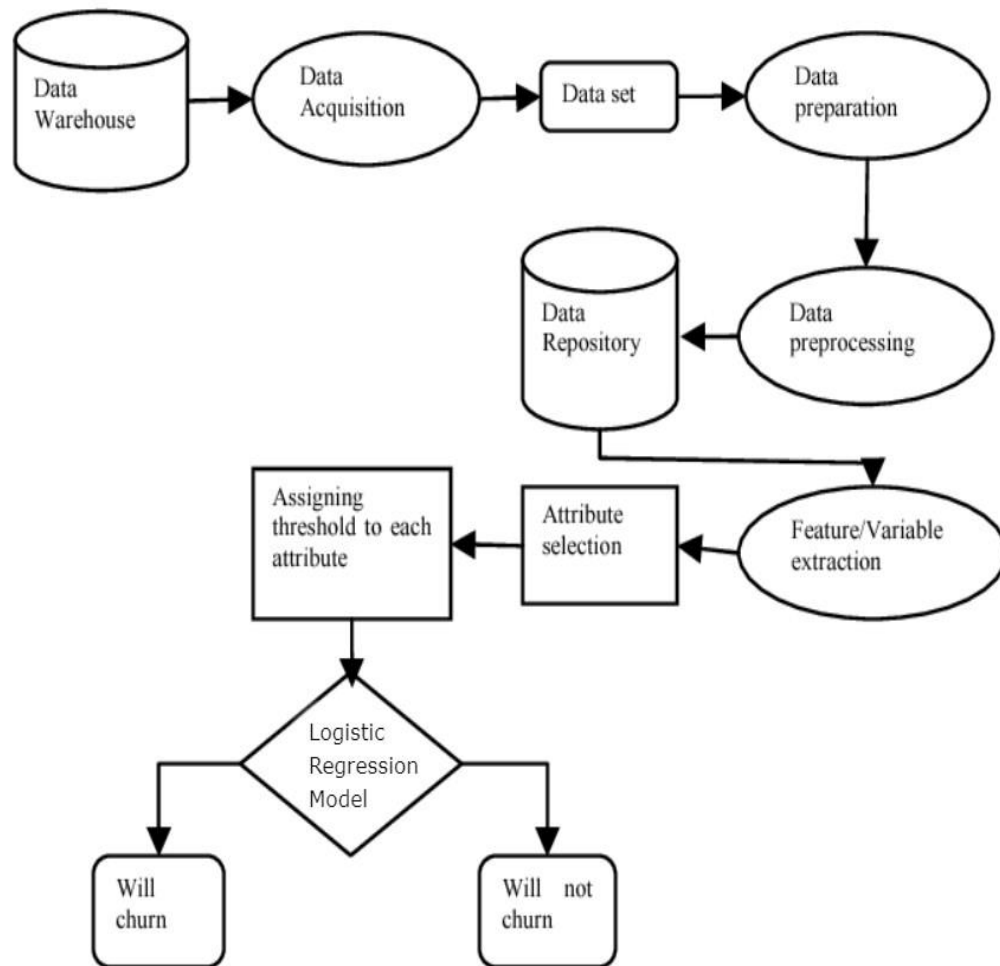 Data
Warehouse
Data
Acquisition
Data set
Data
preparation
Data
Repository
Data
preprocessing
Assigning
threshold to each
attribute
Attribute
selection
Feature/Variable
extraction
Logistic
Regression
Model
Will
churn
Will not
churn